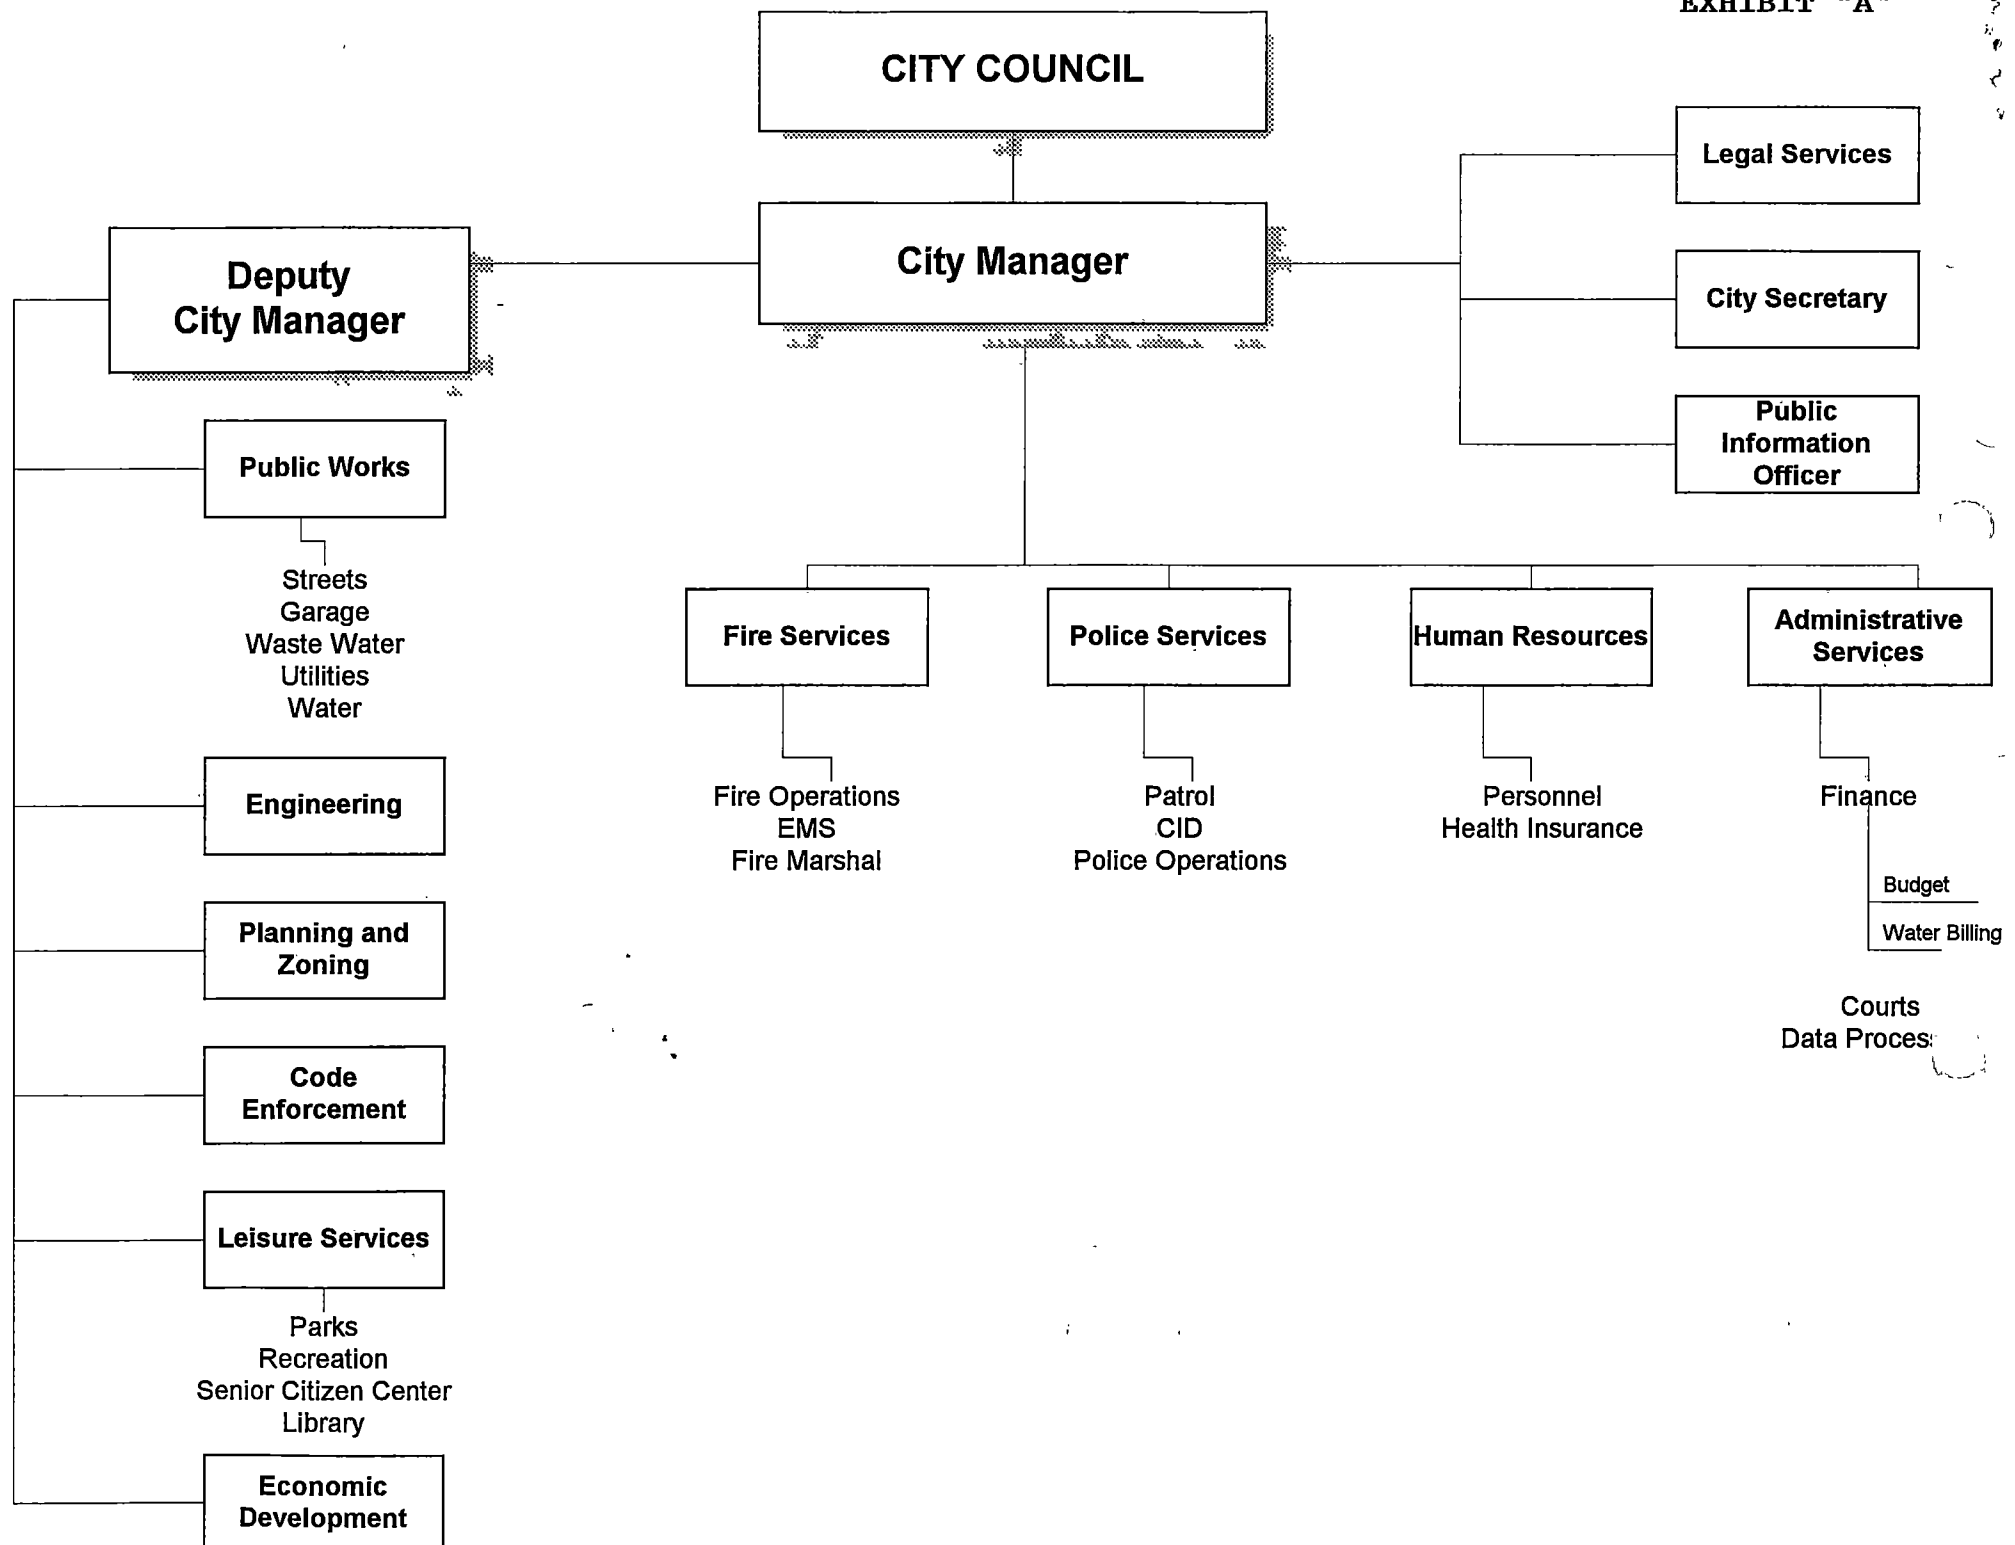 EXHIBIT "A"
CITY COUNCIL
City Manager
Deputy
City Manager
Legal Services
City Secretary
Public
Information
Officer
Public Works
Streets
Garage
Waste Water
Utilities
Water
Engineering
Planning and
Zoning
Code
Enforcement
Leisure Services
Parks
Recreation
Senior Citizen Center
Library
Economic
Development
Fire Services
Fire Operations
EMS
Fire Marshal
Police Services
Patrol
CID
Police Operations
Human Resources
Personnel
Health Insurance
Administrative
Services
Finance
Budget
Water Billing
Courts
Data